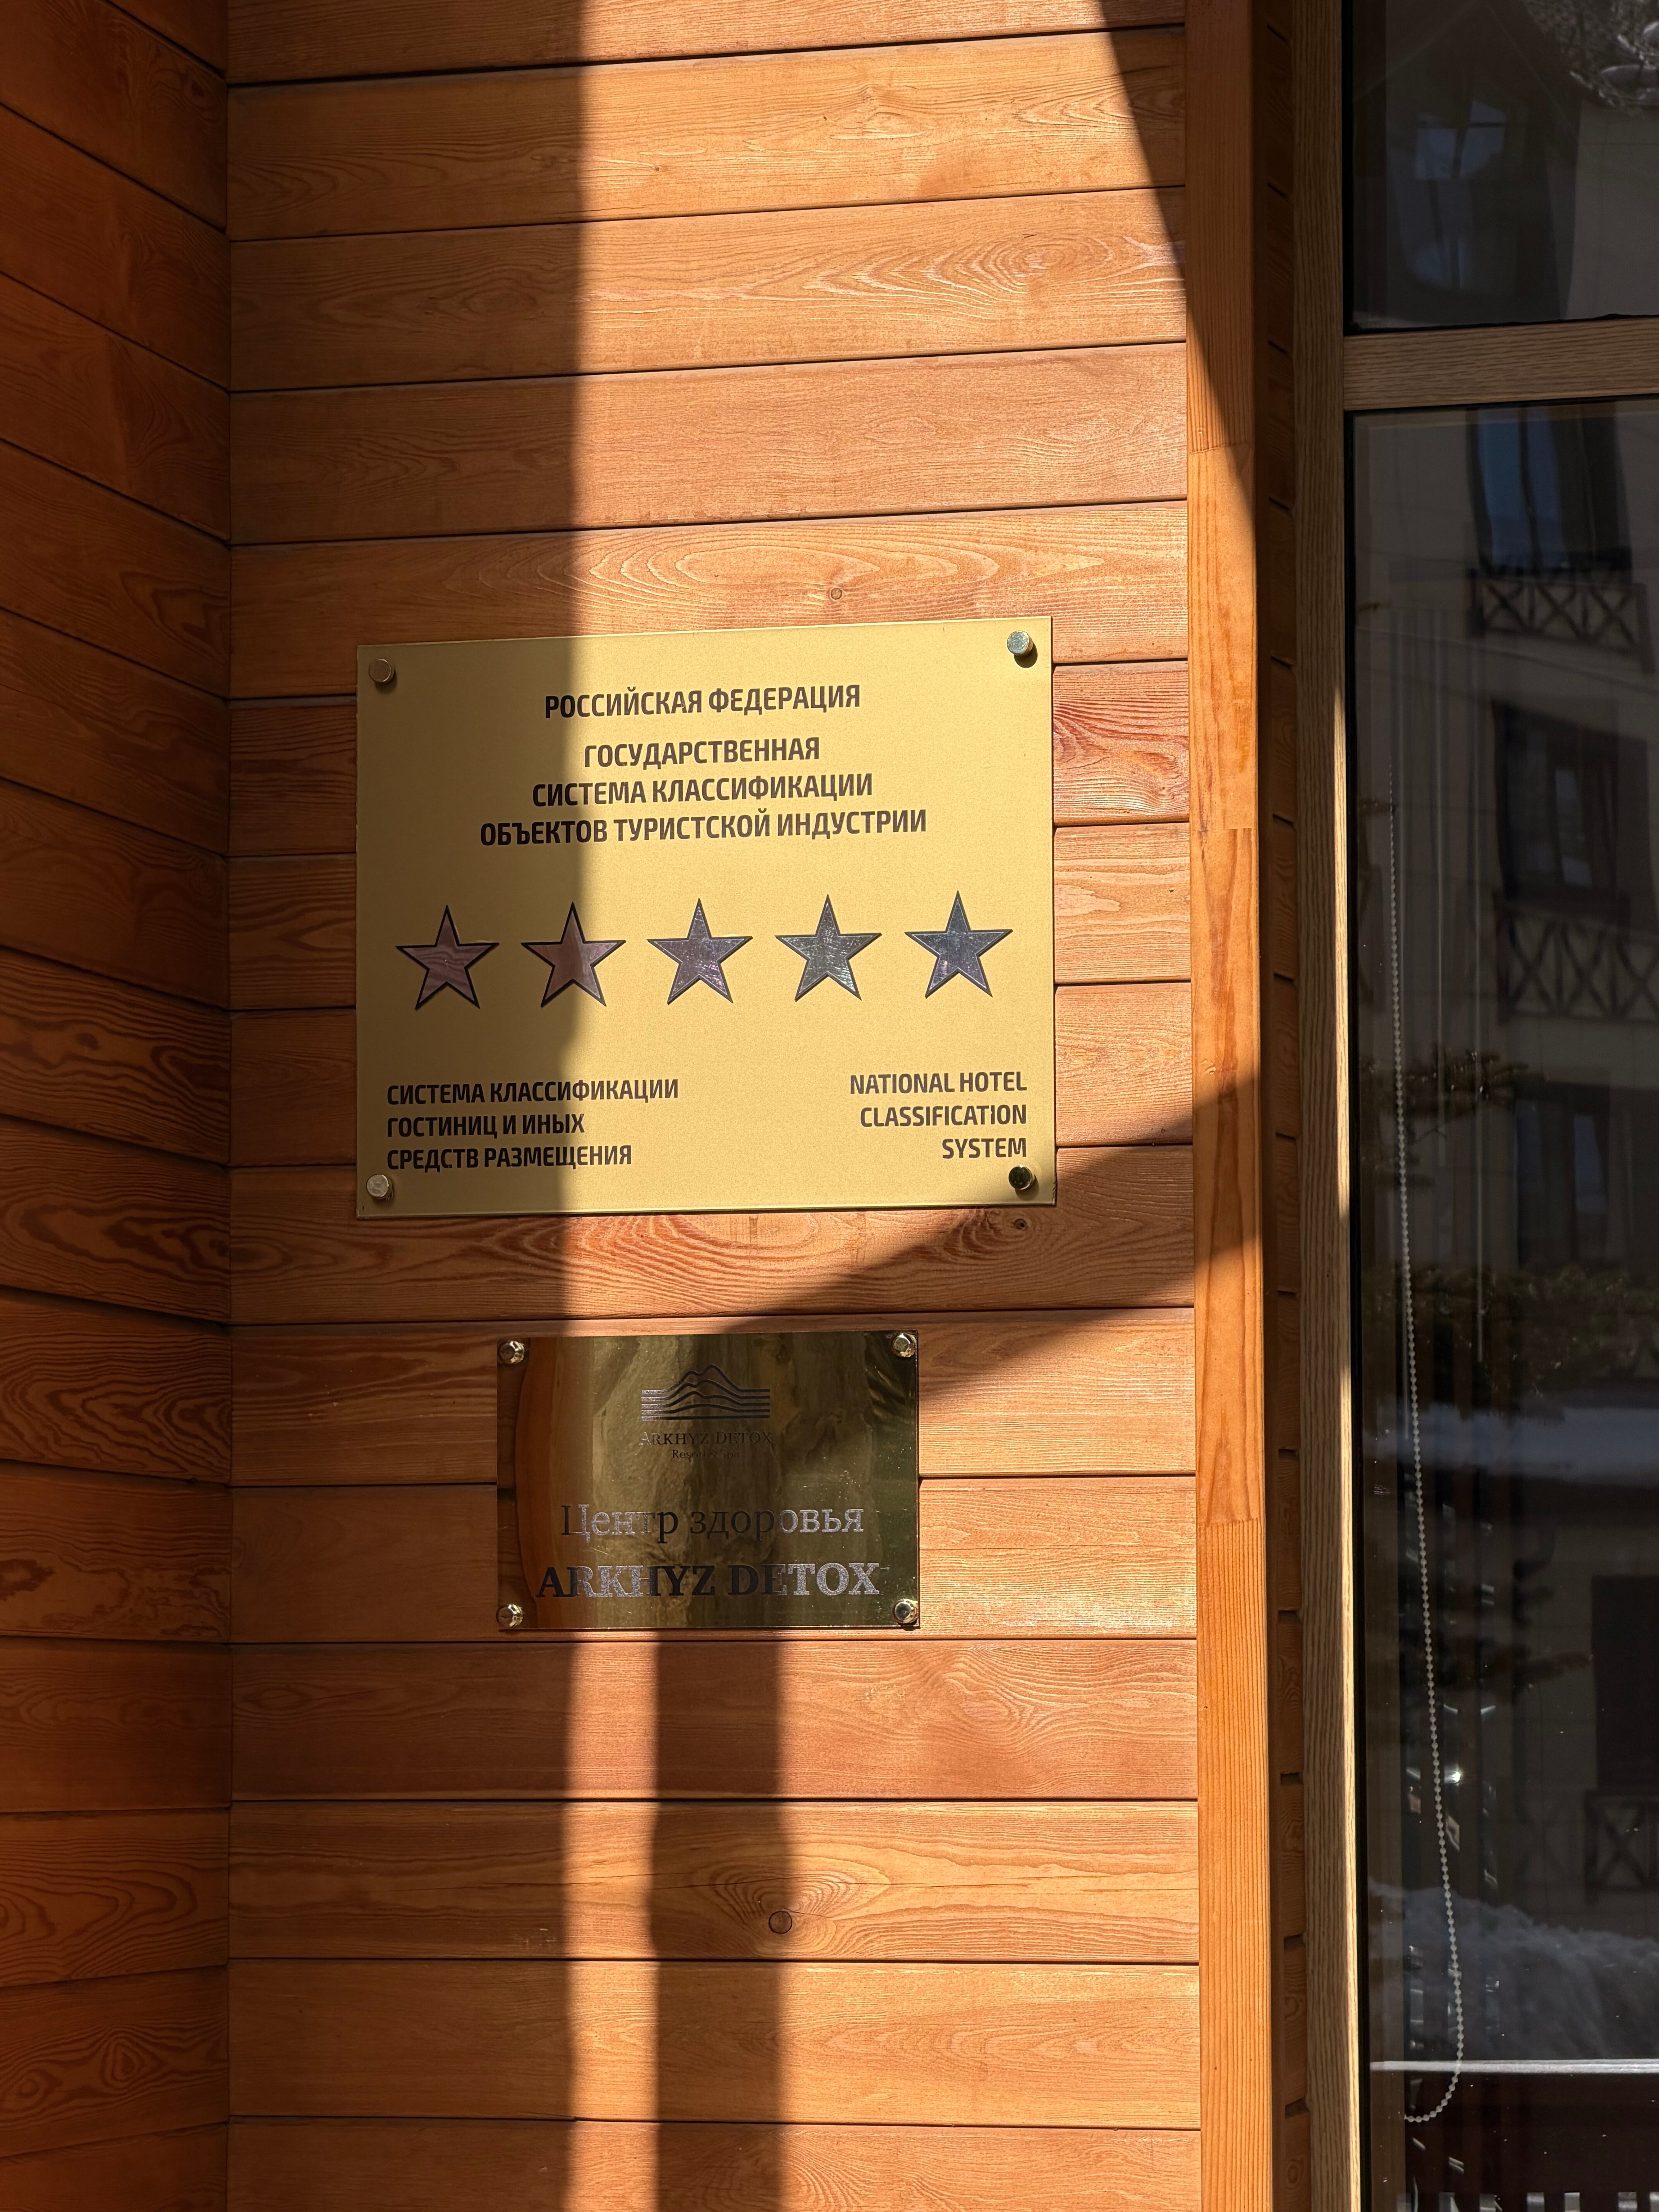 РОССИЙСКАЯ ФЕДЕРАЦИЯ
ГОСУДАРСТВЕННАЯ
СИСТЕМА КЛАССИФИКАЦИИ
ОБЪЕКТОВ ТУРИСТСКОЙ ИНДУСТРИИ
СИСТЕМА КЛАССИФИКАЦИИ
ГОСТИНИЦ И ИНЫХ
СРЕДСТВ РАЗМЕЩЕНИЯ
NATIONAL HOTEL
CLASSIFICATION
SYSTEM
ARKHYZ DETOX
Центр здоровья
ARKHYZ DETOX